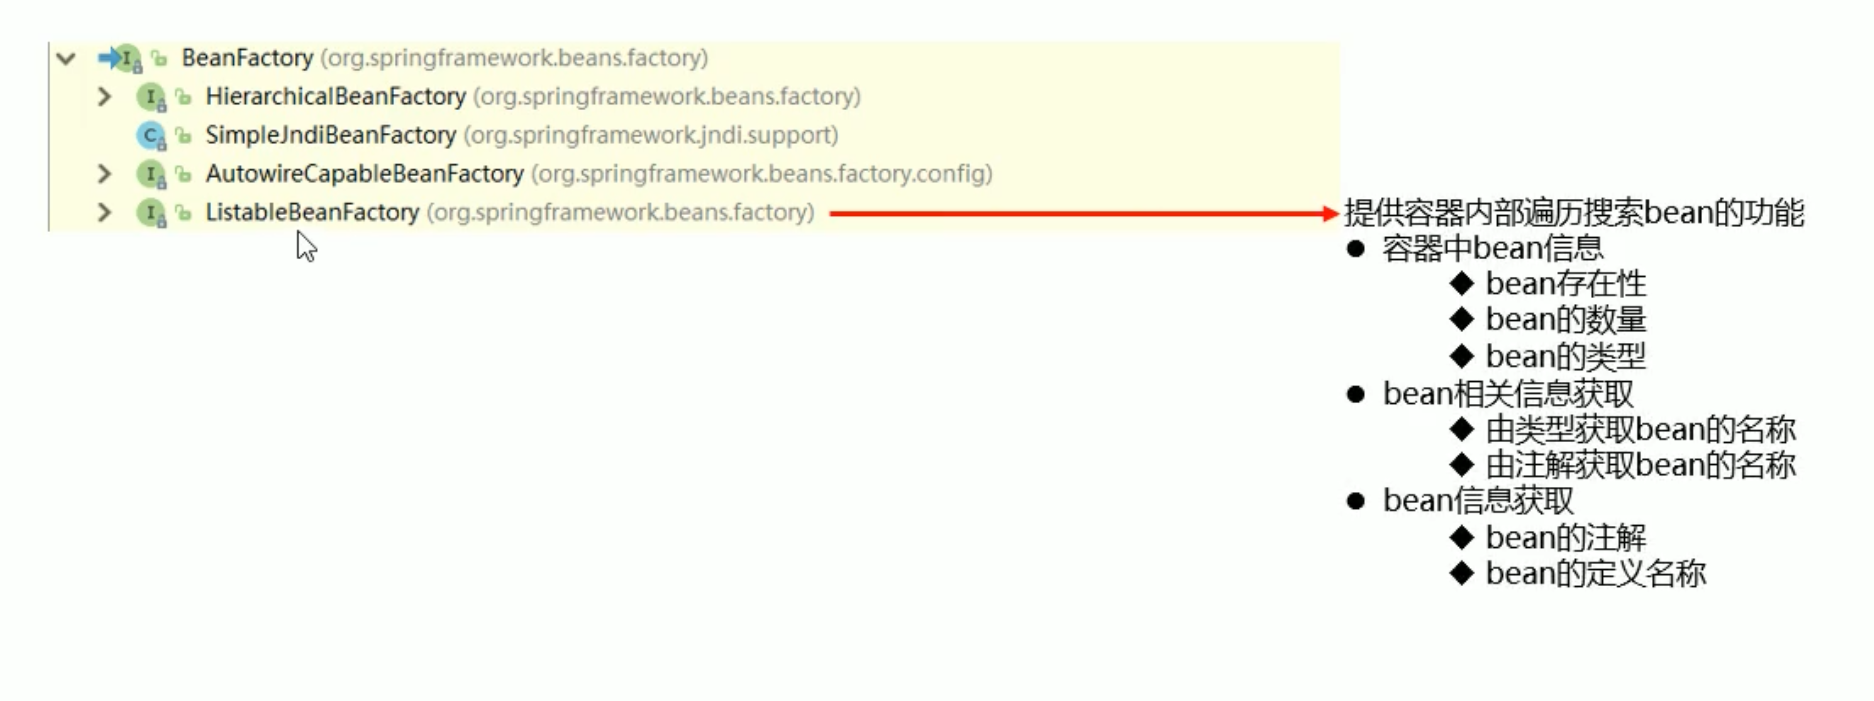 BeanFactory (org.springframework.beans.factory)
HierarchicalBeanFactory (org.springframework.beans.factory)
SimpleJndiBeanFactory (org.springframework.jndi.support)
AutowireCapableBeanFactory (org.springframework.beans.factory.config)
ListableBeanFactory (org.springframework.beans.factory)
提供容器内部遍历搜索bean的功能
● 容器中bean信息
◆ bean存在性
◆ bean的数量
◆ bean的类型
● bean相关信息获取
◆ 由类型获取bean的名称
◆ 由注解获取bean的名称
● bean信息获取
◆ bean的注解
◆ bean的定义名称